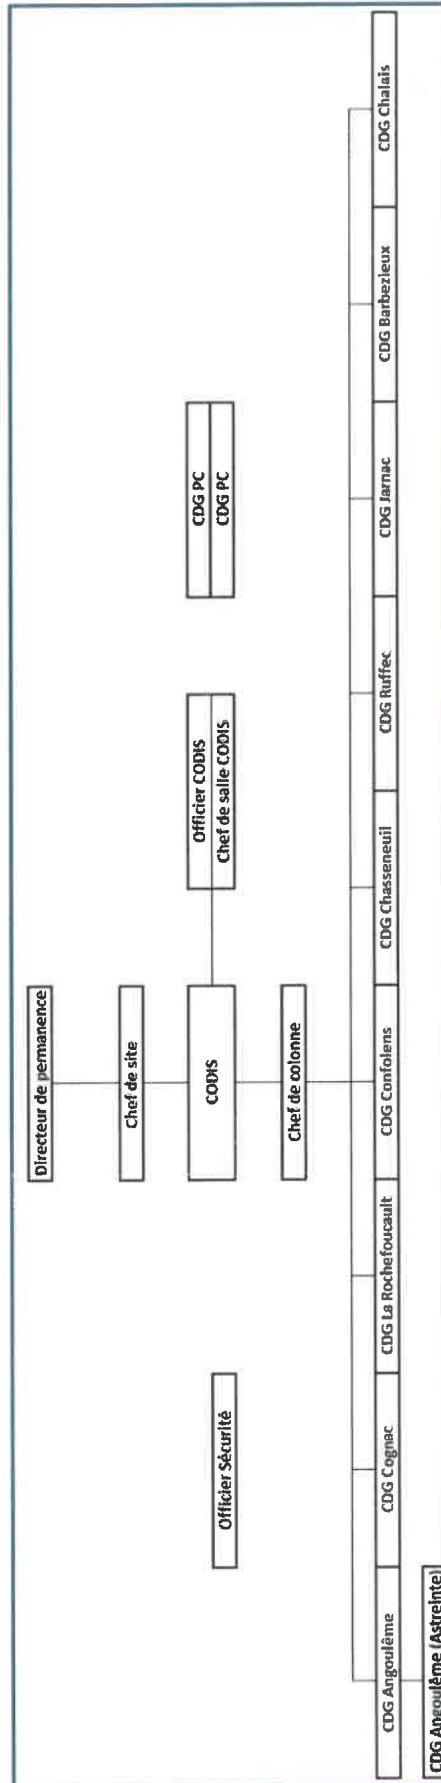 Directeur de permanence
Chef de site
CODIS
Officier CODIS
Chef de salle CODIS
CDG PC
CDG PC
Officier Sécurité
Chef de colonne
CDG Angoulême
CDG Cognac
CDG La Rochefoucault
CDG Confolens
CDG Chasseneuil
CDG Ruffec
CDG Jarnac
CDG Barbezieux
CDG Chalais
CDG Angoulême (Astreinte)